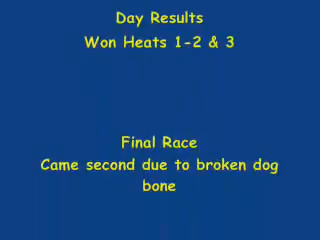 Day Results
Won Heats 1-2 & 3
Final Race
Came second due to broken dog
bone